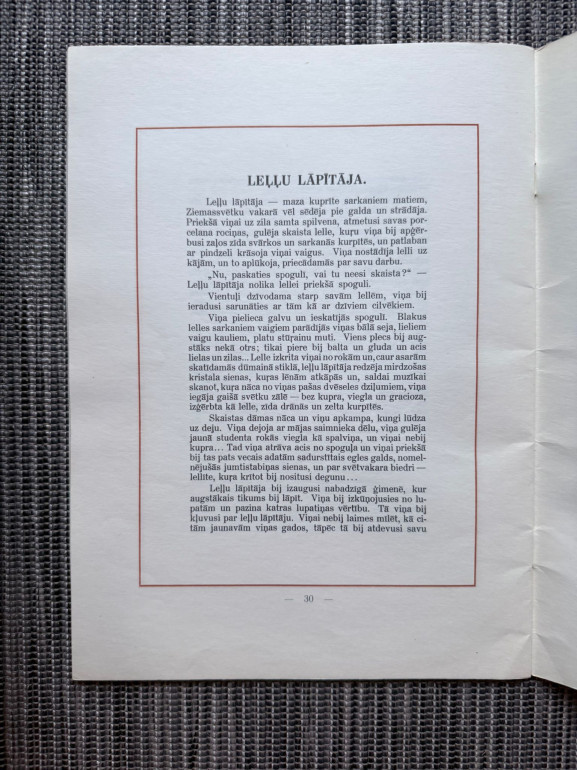 LEĻĻU LĀPĪTĀJA.
Leļļu lāpītāja — maza kuprīte sarkaniem matiem,
Ziemassvētku vakarā vēl sēdēja pie galda un strādāja.
Priekšā viņai uz zila samta spilvena, atmetusi savas por-
celana rociņas, gulēja skaista lelle, kuŗu viņa bij apģēr-
busi zaļos zīda svārkos un sarkanās kurpītēs, un patlaban
ar pindzeli krāsoja viņai vaigus. Viņa nostādīja lelli uz
kājām, un to aplūkoja, priecādamās par savu darbu.
„Nu, paskaties spogulī, vai tu neesi skaista?“ —
Leļļu lāpītāja nolika lellei priekšā spoguli.
Vientuļi dzīvodama starp savām lellēm, viņa bij
ieradusi sarunāties ar tām kā ar dzīviem cilvēkiem.
Viņa pielieca galvu un ieskatījās spogulī. Blakus
lelles sarkaniem vaigiem parādījās viņas bālā seja, lieliem
vaigu kauliem, platu stūrainu muti. Viens plecs bij aug-
stāks nekā otrs; tikai piere bij balta un gluda un acis
lielas un zilas... Lelle izkrita viņai no rokām un, caur asarām
skatīdamās dūmainā stiklā, leļļu lāpītāja redzēja mirdzošas
kristala sienas, kuŗas lēnām atkāpās un, saldai muzikai
skanot, kuŗa nāca no viņas pašas dvēseles dziļumiem, viņa
iegāja gaišā svētku zālē — bez kupra, viegla un gracioza,
izģērbta kā lelle, zīda drānās un zelta kurpītēs.
Skaistas dāmas nāca un viņu apkampa, kungi lūdza
uz deju. Viņa dejoja ar mājas saimnieka dēlu, viņa gulēja
jaunā studenta rokās viegla kā spalviņa, un viņai nebij
kupra... Tad viņa atrāva acis no spoguļa un viņai priekšā
bij tas pats vecais adatām sadurstītais egles galds, nomel-
nējušās jumtistabiņas sienas, un par svētvakara biedri —
lellīte, kuŗa krītot bij nositusi degunu...
Leļļu lāpītāja bij izaugusi nabadzīgā ģimenē, kur
augstākais tikums bij lāpīt. Viņa bij izkūņojusies no lu-
patām un pazina katras lupatiņas vērtību. Tā viņa bij
kļuvusi par leļļu lāpītāju. Viņai nebij laimes mīlēt, kā ci-
tām jaunavām viņas gados, tāpēc tā bij atdevusi savu
— 30 —